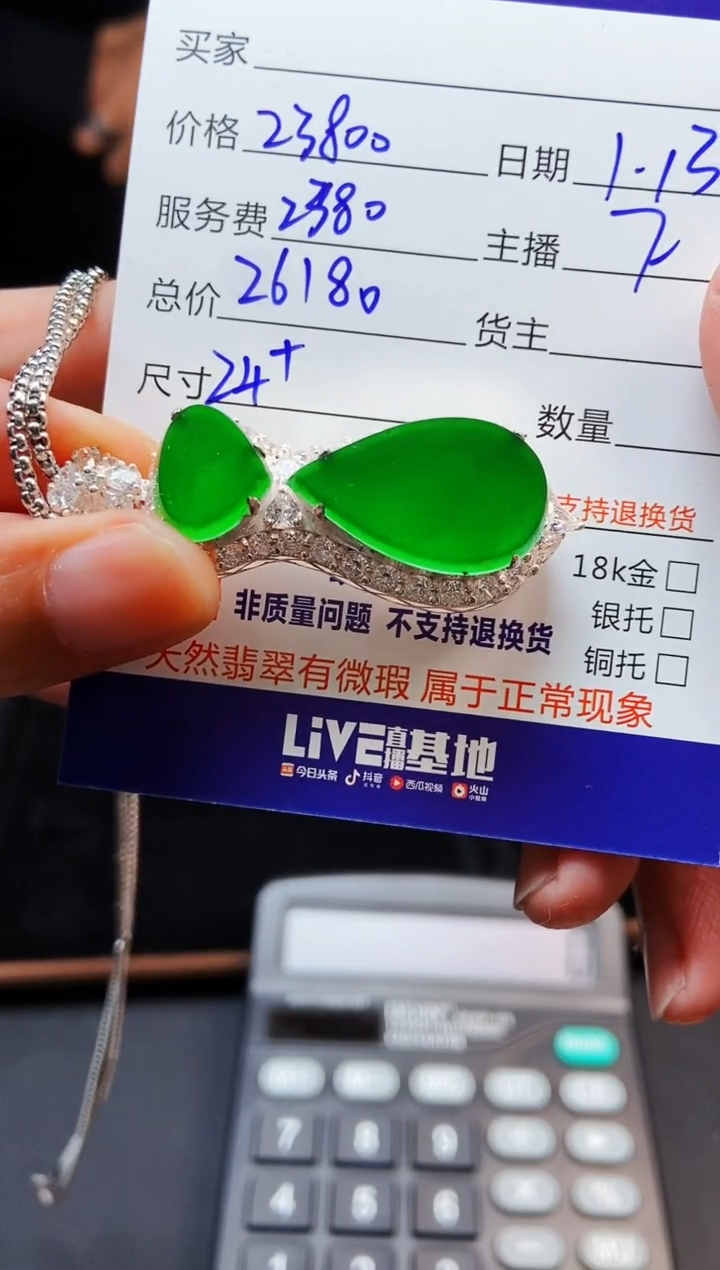 买家
价格 23800 日期 1.13
服务费 2380 主播
总价 26180 货主
尺寸 24+ 数量
支持退换货
18k金
非质量问题 不支持退换货 银托
天然翡翠有微瑕 属于正常现象 铜托
LiVE直播基地
今日头条 抖音 西瓜视频 火山
7 8 9
4 5 6